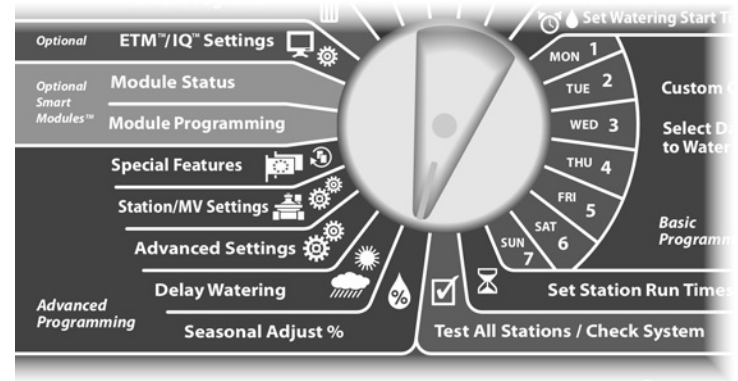 Optional
ETM™/IQ™ Settings
Optional
Smart
Modules™
Module Status
Module Programming
Special Features
Station/MV Settings
Advanced Settings
Delay Watering
Advanced
Programming
Seasonal Adjust %
%
Set Watering Start
MON 1
TUE 2
WED 3
THU 4
FRI 5
SAT 6
SUN 7
Custom
Select
to Water
Basic
Set Station Run Times
Test All Stations / Check System